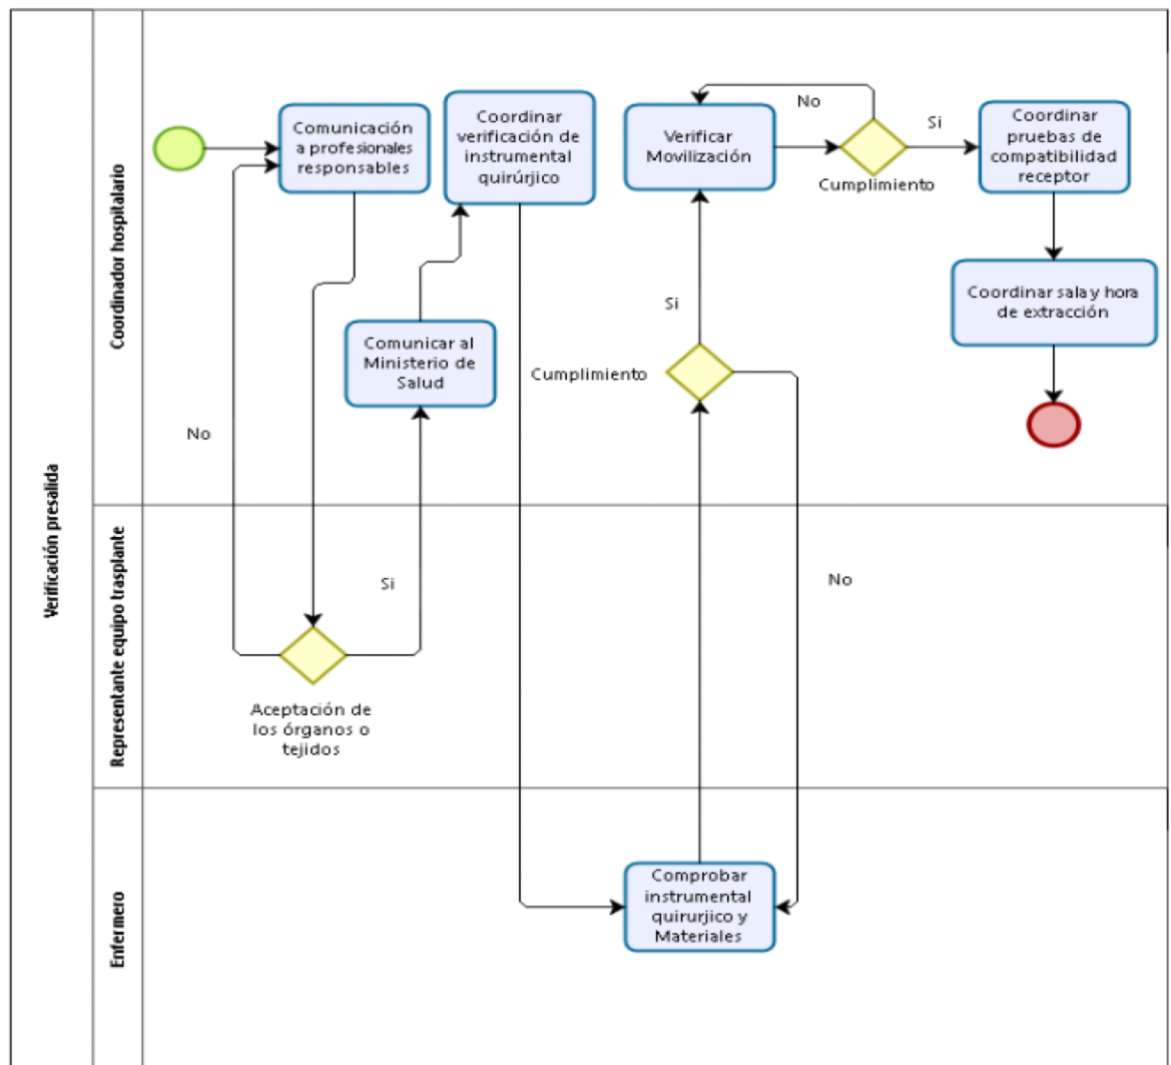 Verificación presalida
Coordinador hospitalario
Comunicación
a profesionales
responsables
Coordinar
verificación de
instrumental
quirúrjico
Comunicar al
Ministerio de
Salud
No
Verificar
Movilización
No
Si
Cumplimiento
Coordinar
pruebas de
compatibilidad
receptor
Coordinar sala y hora
de extracción
Si
Cumplimiento
Representante equipo trasplante
Si
Aceptación de
los órganos o
tejidos
No
Enfermero
Comprobar
instrumental
quirurjico y
Materiales